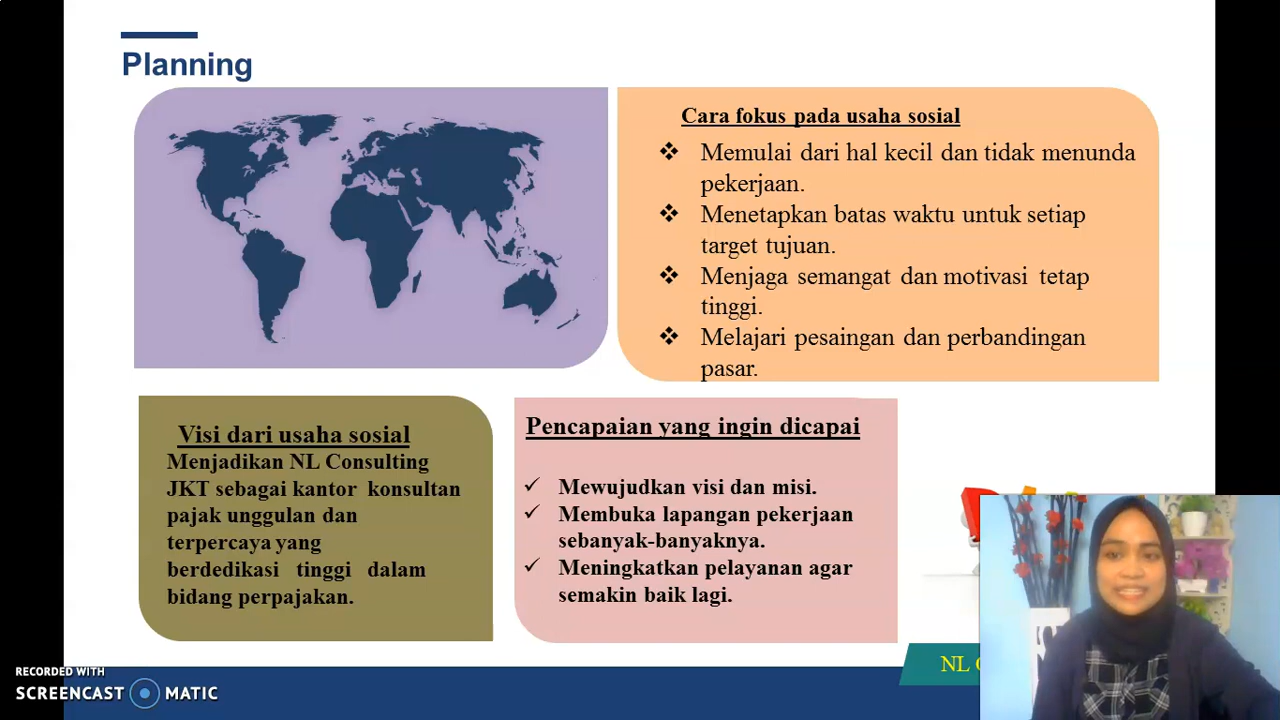 Planning
Cara fokus pada usaha sosial
❖ Memulai dari hal kecil dan tidak menunda
pekerjaan.
❖ Menetapkan batas waktu untuk setiap
target tujuan.
❖ Menjaga semangat dan motivasi tetap
tinggi.
❖ Melajari pesaingan dan perbandingan
pasar.
Visi dari usaha sosial
Menjadikan NL Consulting
JKT sebagai kantor konsultan
pajak unggulan dan
terpercaya yang
berdedikasi tinggi dalam
bidang perpajakan.
Pencapaian yang ingin dicapai
✓ Mewujudkan visi dan misi.
✓ Membuka lapangan pekerjaan
sebanyak-banyaknya.
✓ Meningkatkan pelayanan agar
semakin baik lagi.
NL
RECORDED WITH
SCREENCAST MATIC